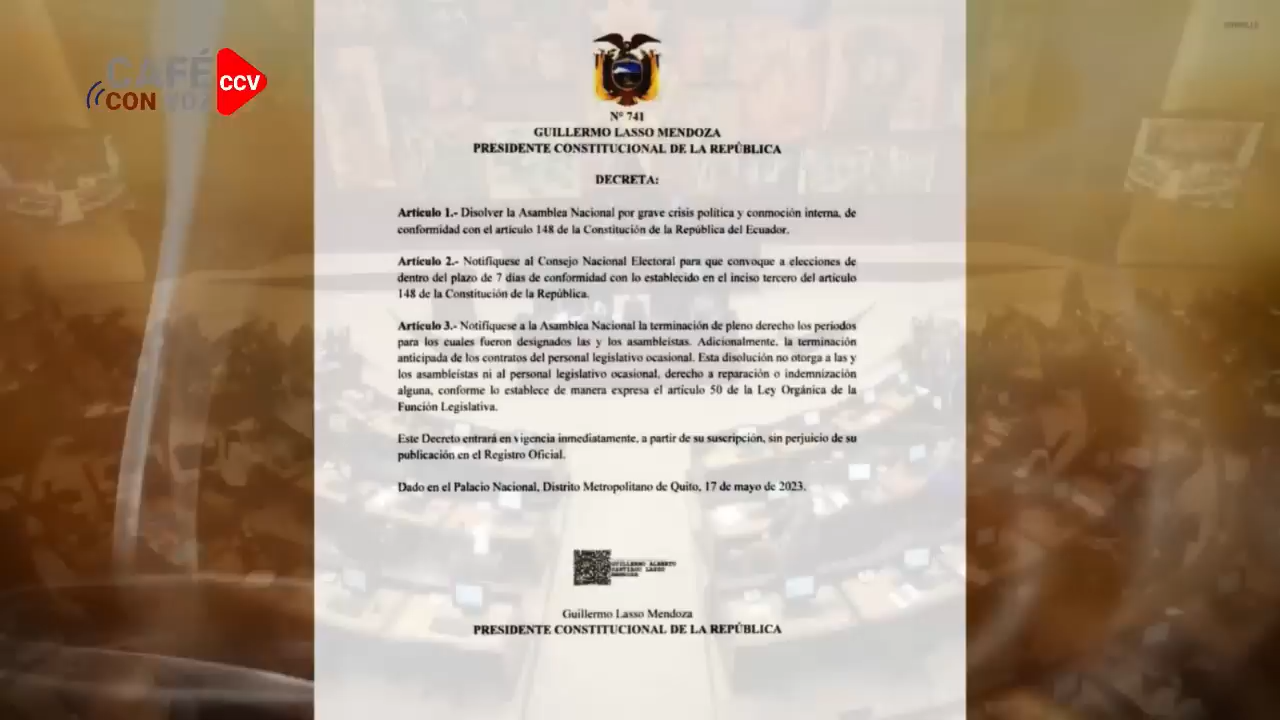 CAFÉ
CON VOZ
CCV
Nº 741
GUILLERMO LASSO MENDOZA
PRESIDENTE CONSTITUCIONAL DE LA REPÚBLICA
DECRETA:
Artículo 1.- Disolver la Asamblea Nacional por grave crisis política y conmoción interna, de
conformidad con el artículo 148 de la Constitución de la República del Ecuador.
Artículo 2.- Notifíquese al Consejo Nacional Electoral para que convoque a elecciones de
dentro del plazo de 7 días de conformidad con lo establecido en el inciso tercero del artículo
148 de la Constitución de la República.
Artículo 3.- Notifíquese a la Asamblea Nacional la terminación de pleno derecho los períodos
para los cuales fueron designados las y los asambleístas. Adicionalmente, la terminación
anticipada de los contratos del personal legislativo ocasional. Esta disolución no otorga a las y
los asambleístas ni al personal legislativo ocasional, derecho a reparación o indemnización
alguna, conforme lo establece de manera expresa el artículo 50 de la Ley Orgánica de la
Función Legislativa.
Este Decreto entrará en vigencia inmediatamente, a partir de su suscripción, sin perjuicio de su
publicación en el Registro Oficial.
Dado en el Palacio Nacional, Distrito Metropolitano de Quito, 17 de mayo de 2023.
GUILLERMO ALBERTO
SANTIAGO LASSO
MENDOZA
Guillermo Lasso Mendoza
PRESIDENTE CONSTITUCIONAL DE LA REPÚBLICA